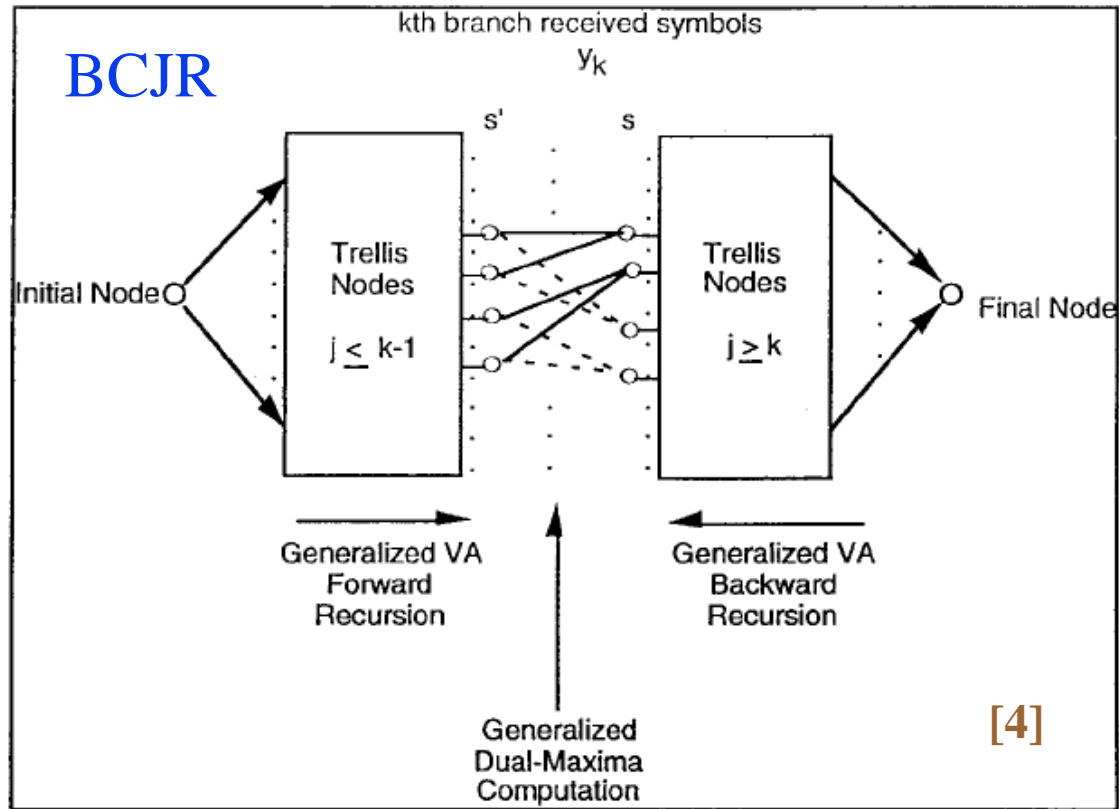 kth branch received symbols
y_k
BCJR
s'
s
Initial Node
Trellis
Nodes
j ≤ k-1
Trellis
Nodes
j ≥ k
Final Node
Generalized VA
Forward
Recursion
Generalized VA
Backward
Recursion
Generalized
Dual-Maxima
Computation
[4]